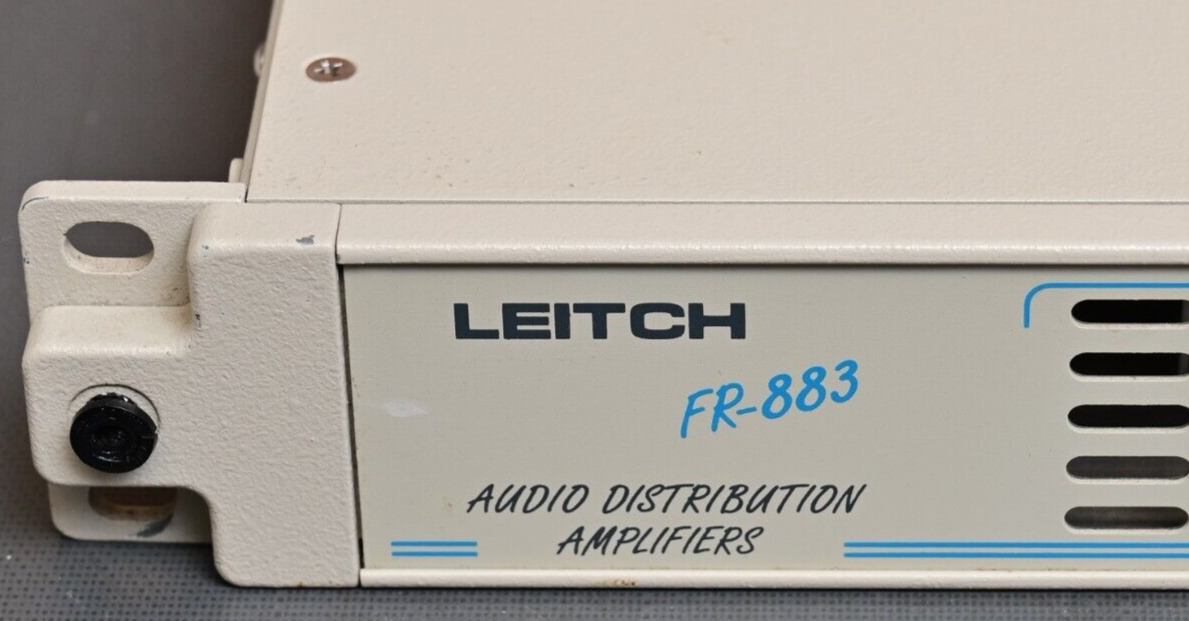 LEITCH
FR-883
AUDIO DISTRIBUTION
AMPLIFIERS